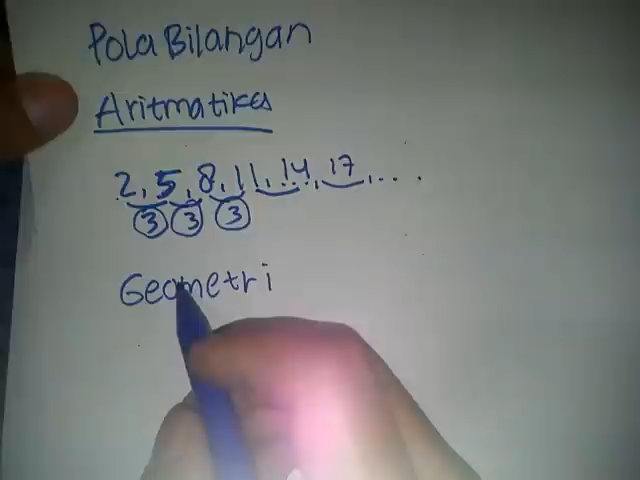 Pola Bilangan
Aritmatika
2, 5, 8, 11, 14, 17, ...
3 3 3
Geometri